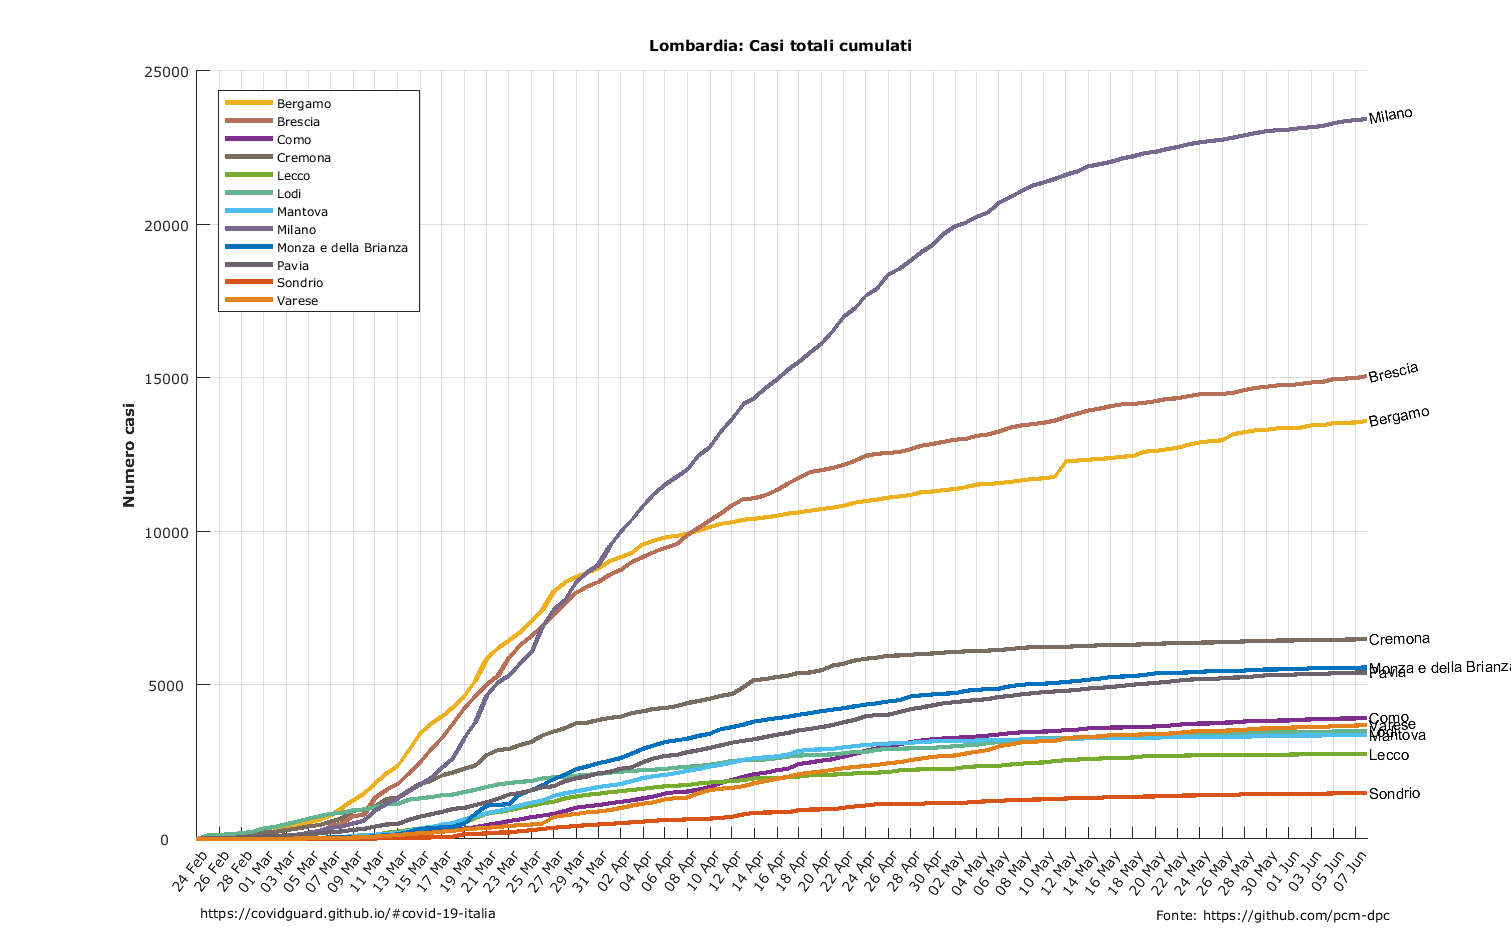 Lombardia: Casi totali cumulati
25000
20000
15000
10000
5000
0
Numero casi
Bergamo
Brescia
Como
Cremona
Lecco
Lodi
Mantova
Milano
Monza e della Brianza
Pavia
Sondrio
Varese
Milano
Brescia
Bergamo
Cremona
Monza e della Brianza
Pavia
Como
Varese
Lodi
Mantova
Lecco
Sondrio
24 Feb
26 Feb
28 Feb
01 Mar
03 Mar
05 Mar
07 Mar
09 Mar
11 Mar
13 Mar
15 Mar
17 Mar
19 Mar
21 Mar
23 Mar
25 Mar
27 Mar
29 Mar
31 Mar
02 Apr
04 Apr
06 Apr
08 Apr
10 Apr
12 Apr
14 Apr
16 Apr
18 Apr
20 Apr
22 Apr
24 Apr
26 Apr
28 Apr
30 Apr
02 May
04 May
06 May
08 May
10 May
12 May
14 May
16 May
18 May
20 May
22 May
24 May
26 May
28 May
30 May
01 Jun
03 Jun
05 Jun
07 Jun
https://covidguard.github.io/#covid-19-italia
Fonte: https://github.com/pcm-dpc